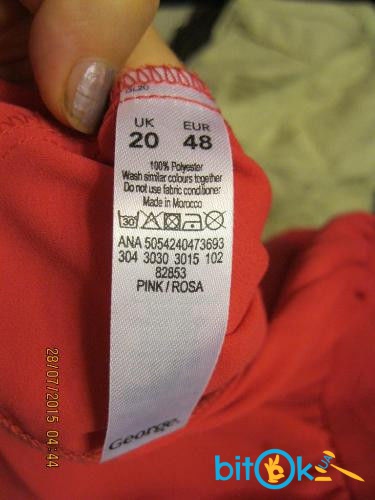 UK EUR
20 48
100% Polyester
Wash similar colours together
Do not use fabric conditioner
Made in Morocco
30°
ANA 5054240473693
304 3030 3015 102
82853
PINK / ROSA
George.
28/07/2015 04:44
bitOk